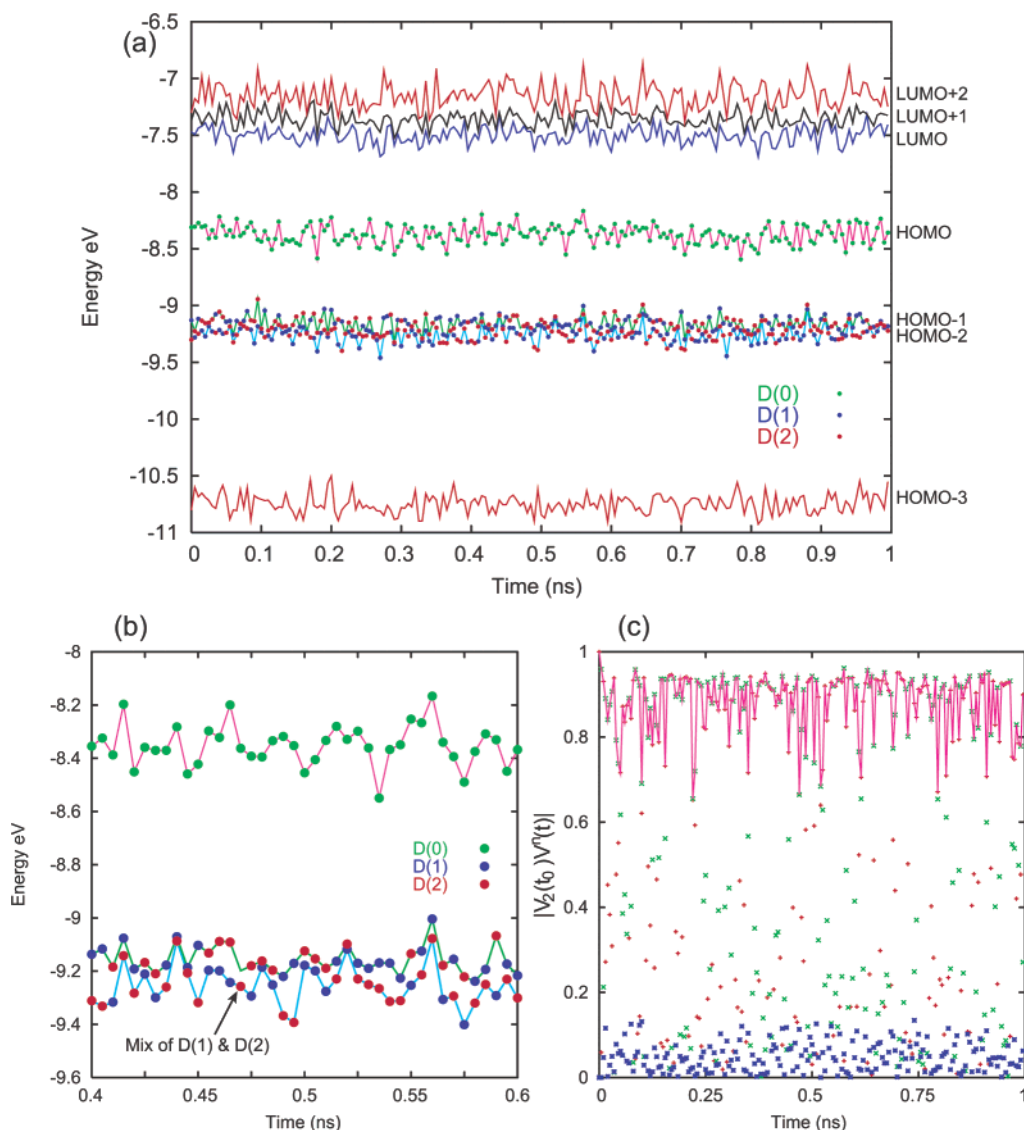 (a)
-6.5
-7
-7.5
-8
-8.5
-9
-9.5
-10
-10.5
-11
Energy eV
LUMO+2
LUMO+1
LUMO
HOMO
HOMO-1
HOMO-2
HOMO-3
D(0)
D(1)
D(2)
0 0.1 0.2 0.3 0.4 0.5 0.6 0.7 0.8 0.9 1
Time (ns)
(b)
-8
-8.2
-8.4
-8.6
-8.8
-9
-9.2
-9.4
-9.6
Energy eV
D(0)
D(1)
D(2)
Mix of D(1) & D(2)
0.4 0.45 0.5 0.55 0.6
Time (ns)
(c)
1
0.8
0.6
0.4
0.2
0
|V₂(t₀)Vⁿ(t)|
0 0.25 0.5 0.75 1
Time (ns)